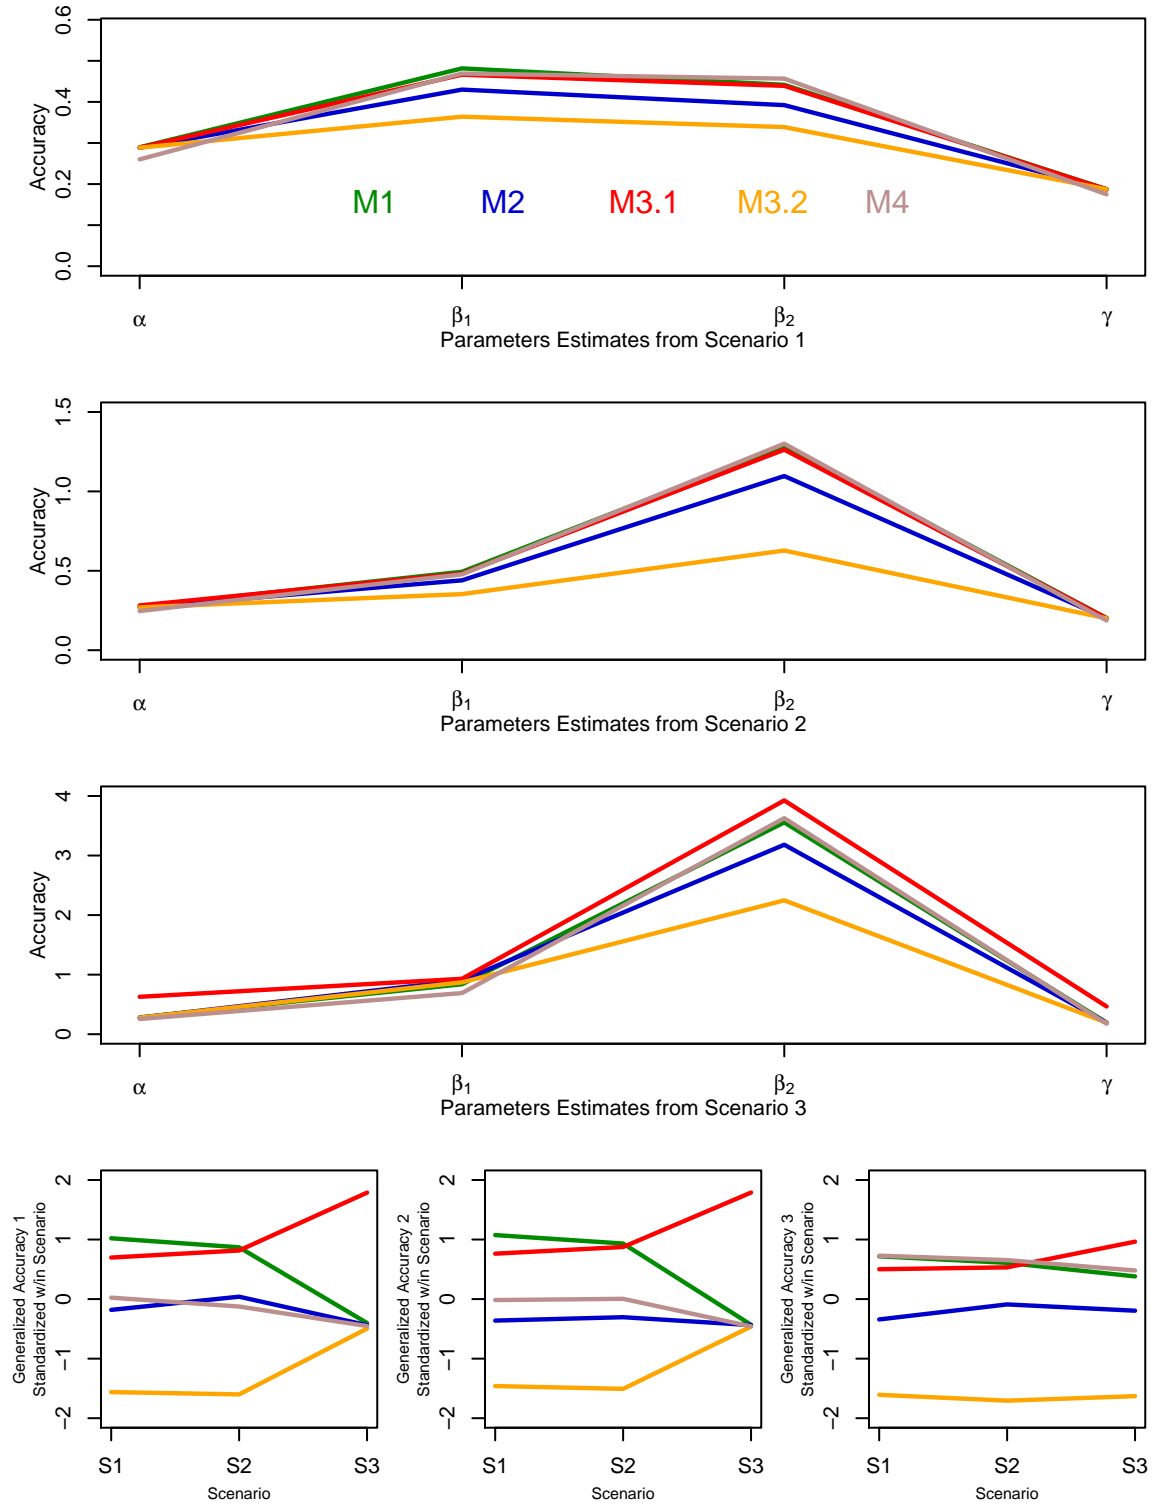 0.6
0.4
0.2
0.0
Accuracy
M1 M2 M3.1 M3.2 M4
α β1 β2 γ
Parameters Estimates from Scenario 1
1.5
1.0
0.5
0.0
Accuracy
α β1 β2 γ
Parameters Estimates from Scenario 2
4
3
2
1
0
Accuracy
α β1 β2 γ
Parameters Estimates from Scenario 3
Generalized Accuracy 1
Standardized w/in Scenario
2
1
0
−1
−2
S1 S2 S3
Scenario
Generalized Accuracy 2
Standardized w/in Scenario
2
1
0
−1
−2
S1 S2 S3
Scenario
Generalized Accuracy 3
Standardized w/in Scenario
2
1
0
−1
−2
S1 S2 S3
Scenario